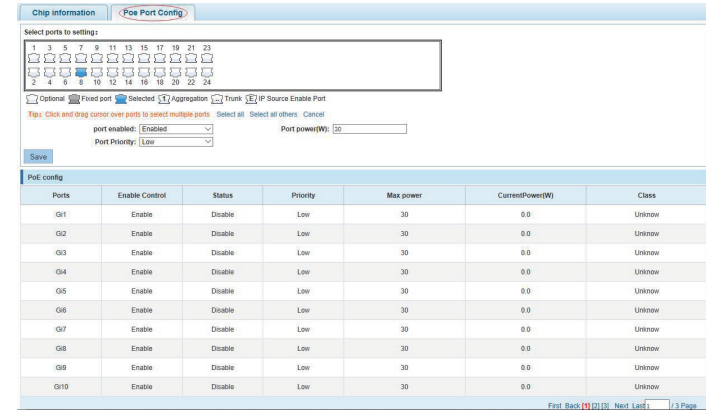 Chip information Poe Port Config
Select ports to setting:
1 3 5 7 9 11 13 15 17 19 21 23
2 4 6 8 10 12 14 16 18 20 22 24
Optional Fixed port Selected 1 Aggregation ... Trunk E IP Source Enable Port
Tip: Click and drag cursor over ports to select multiple ports Select all Select all others Cancel
port enabled: Enabled Port power(W): 30
Port Priority: Low
Save
PoE config
Ports Enable Control Status Priority Max power CurrentPower(W) Class
Gi1 Enable Disable Low 30 0.0 Unknow
Gi2 Enable Disable Low 30 0.0 Unknow
Gi3 Enable Disable Low 30 0.0 Unknow
Gi4 Enable Disable Low 30 0.0 Unknow
Gi5 Enable Disable Low 30 0.0 Unknow
Gi6 Enable Disable Low 30 0.0 Unknow
Gi7 Enable Disable Low 30 0.0 Unknow
Gi8 Enable Disable Low 30 0.0 Unknow
Gi9 Enable Disable Low 30 0.0 Unknow
Gi10 Enable Disable Low 30 0.0 Unknow
First Back [1] [2] [3] Next Last 1 / 3 Page